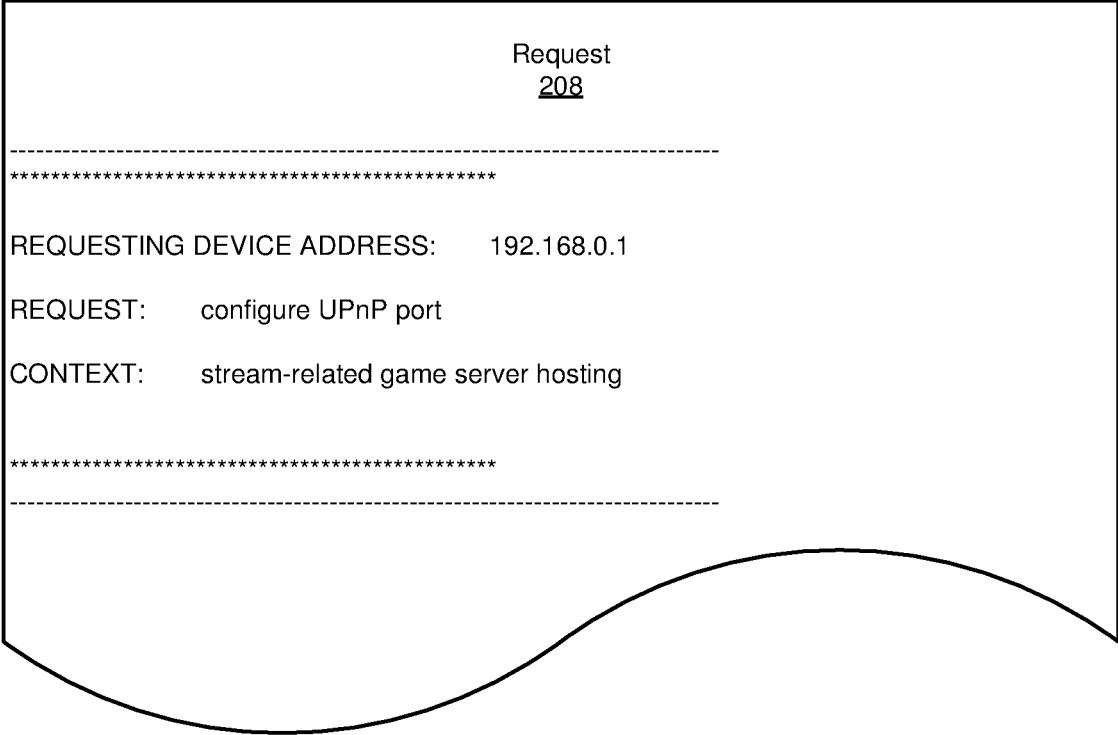 Request
208
--------------------------------------------------------------------------------
***********************************************
REQUESTING DEVICE ADDRESS: 192.168.0.1
REQUEST: configure UPnP port
CONTEXT: stream-related game server hosting
***********************************************
--------------------------------------------------------------------------------